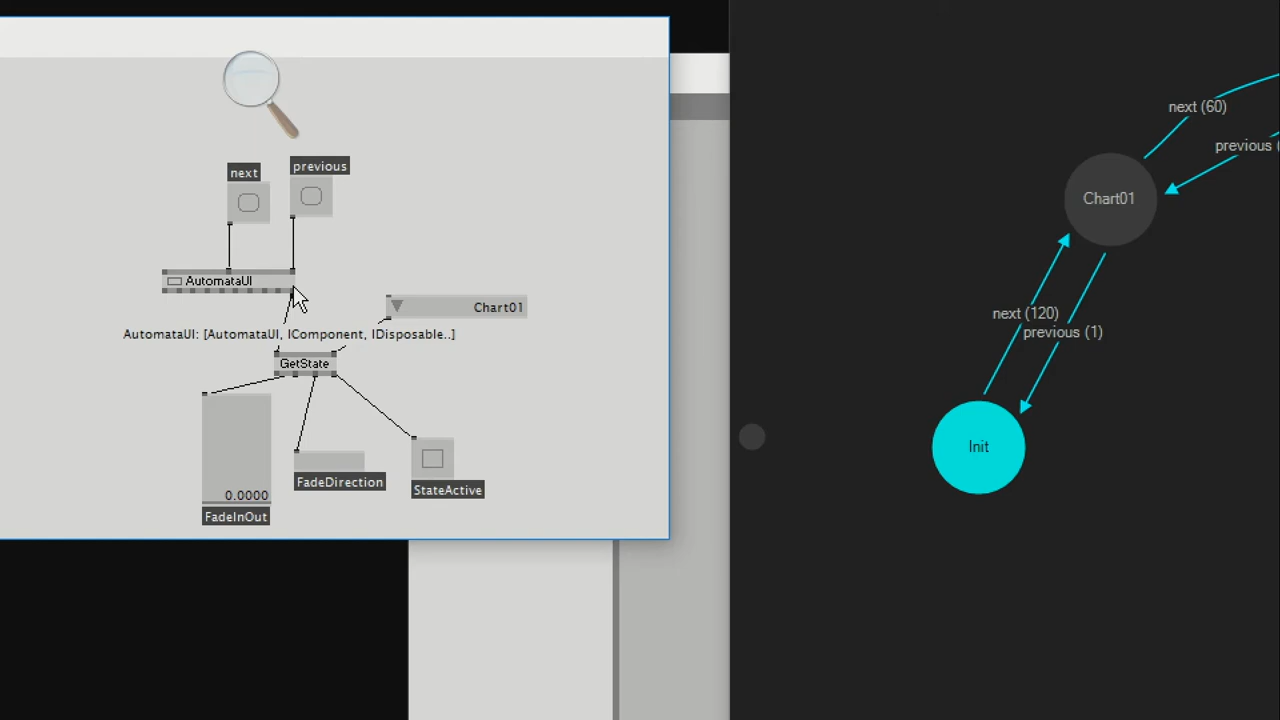 next
previous
AutomataUI
Chart01
AutomataUI: [AutomataUI, IComponent, IDisposable..]
GetState
0.0000
FadeInOut
FadeDirection
StateActive
next (60)
previous (
Chart01
next (120)
previous (1)
Init